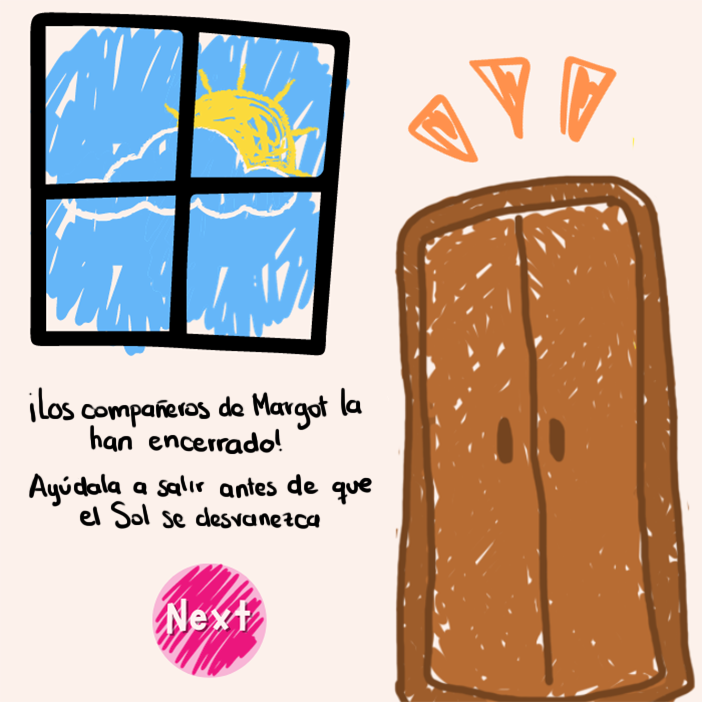 ¡Los compañeros de Margot la
han encerrado!
Ayúdala a salir antes de que
el Sol se desvanezca
Next